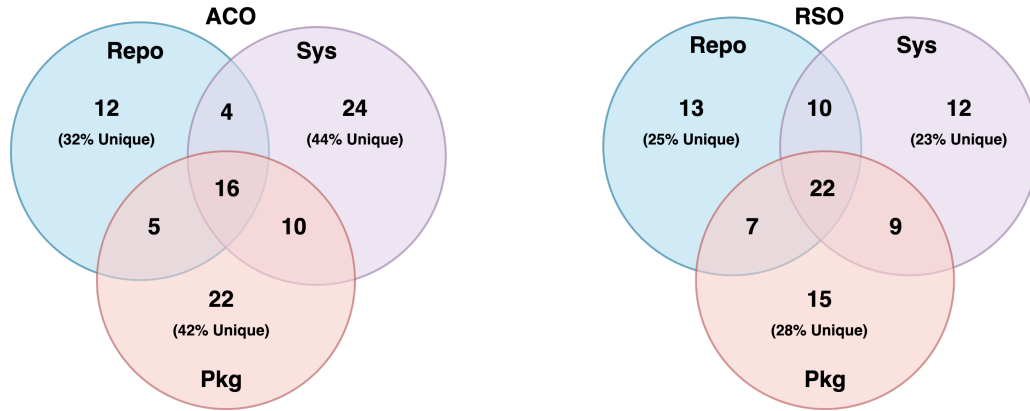 ACO
Repo
Sys
12
(32% Unique)
4
24
(44% Unique)
16
5
10
22
(42% Unique)
Pkg
RSO
Repo
Sys
13
(25% Unique)
10
12
(23% Unique)
22
7
9
15
(28% Unique)
Pkg